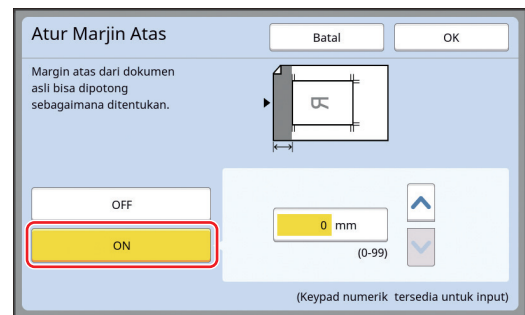 Atur Marjin Atas
Batal
OK
Margin atas dari dokumen
asli bisa dipotong
sebagaimana ditentukan.
R
OFF
ON
0 mm
(0-99)
(Keypad numerik tersedia untuk input)